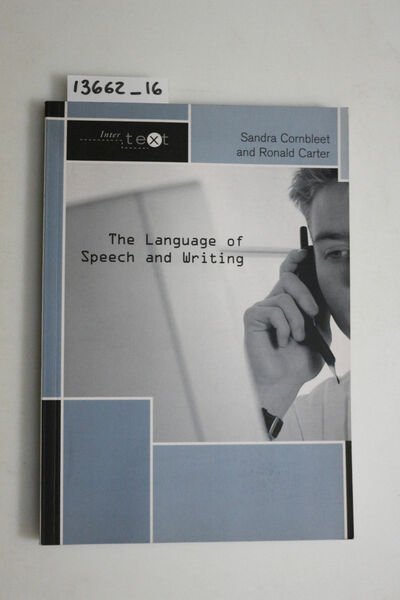 13662_16
Inter
text
Sandra Cornbleet
and Ronald Carter
The Language of
Speech and Writing